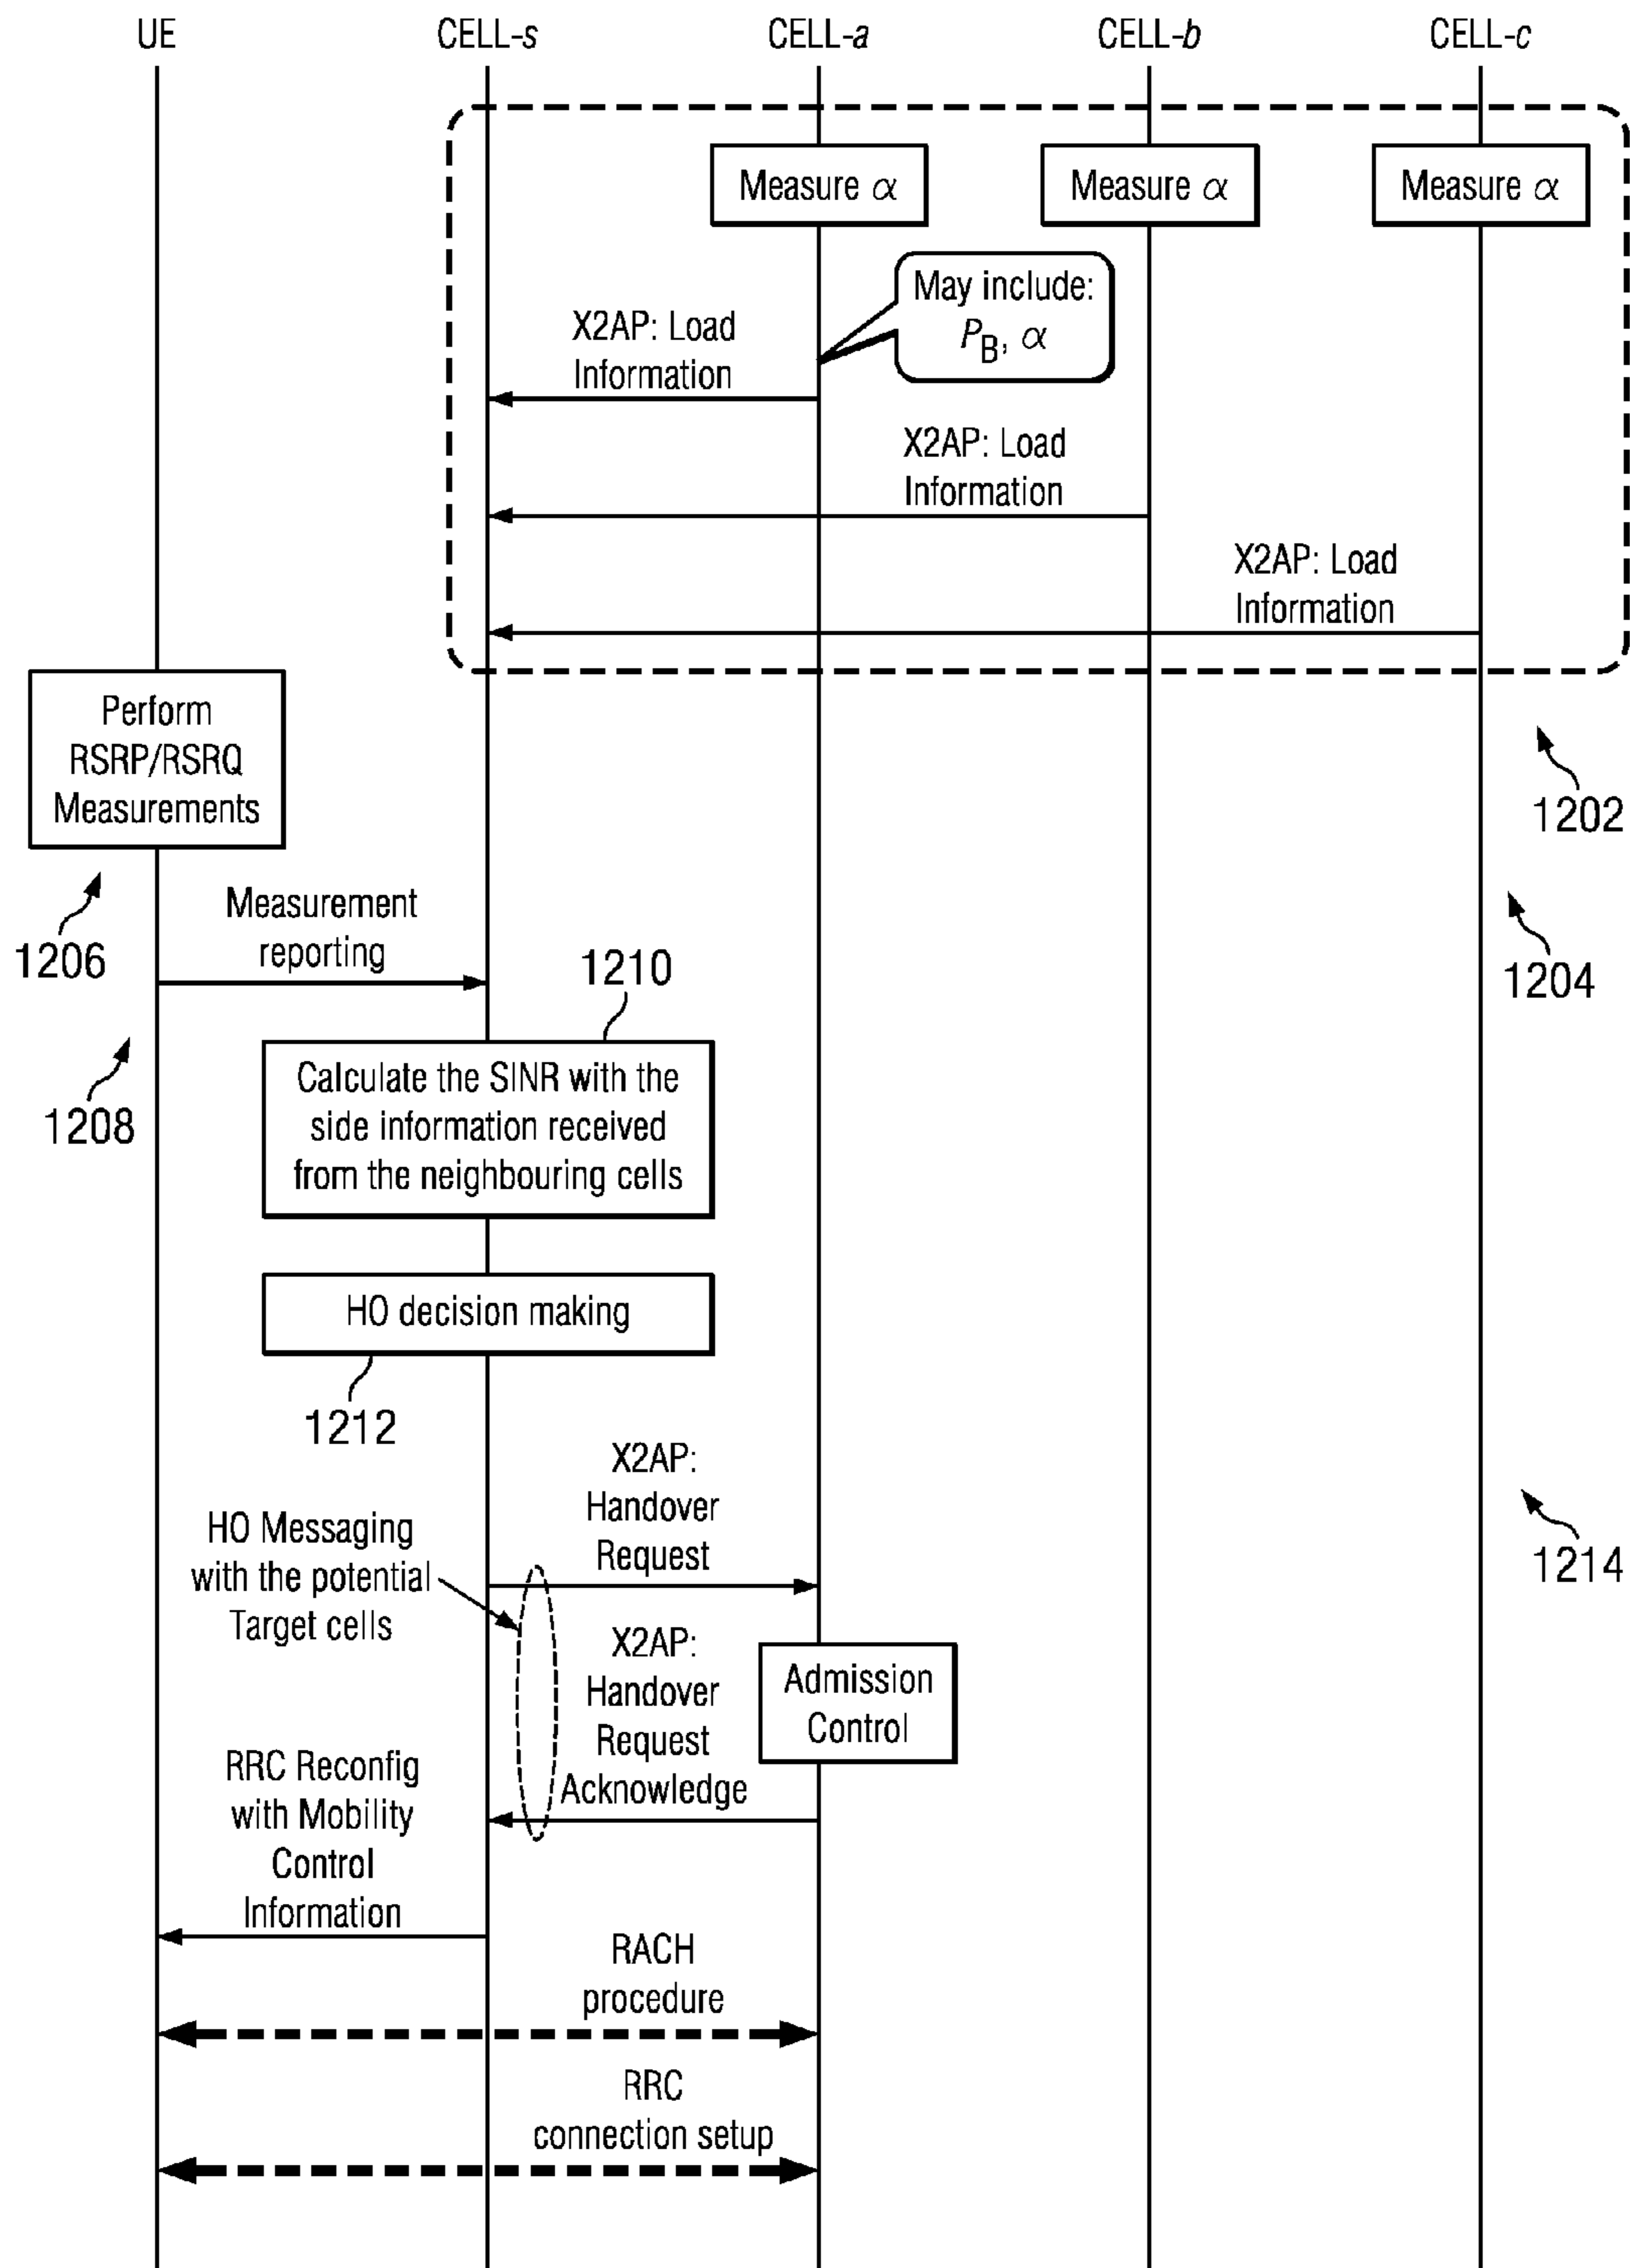 UE
CELL-s
CELL-a
CELL-b
CELL-c
Measure α
Measure α
Measure α
May include:
P_B, α
X2AP: Load
Information
X2AP: Load
Information
X2AP: Load
Information
Perform
RSRP/RSRQ
Measurements
1202
1206
Measurement
reporting
1204
1210
1208
Calculate the SINR with the
side information received
from the neighbouring cells
HO decision making
1212
X2AP:
Handover
Request
1214
HO Messaging
with the potential
Target cells
X2AP:
Handover
Request
Acknowledge
Admission
Control
RRC Reconfig
with Mobility
Control
Information
RACH
procedure
RRC
connection setup